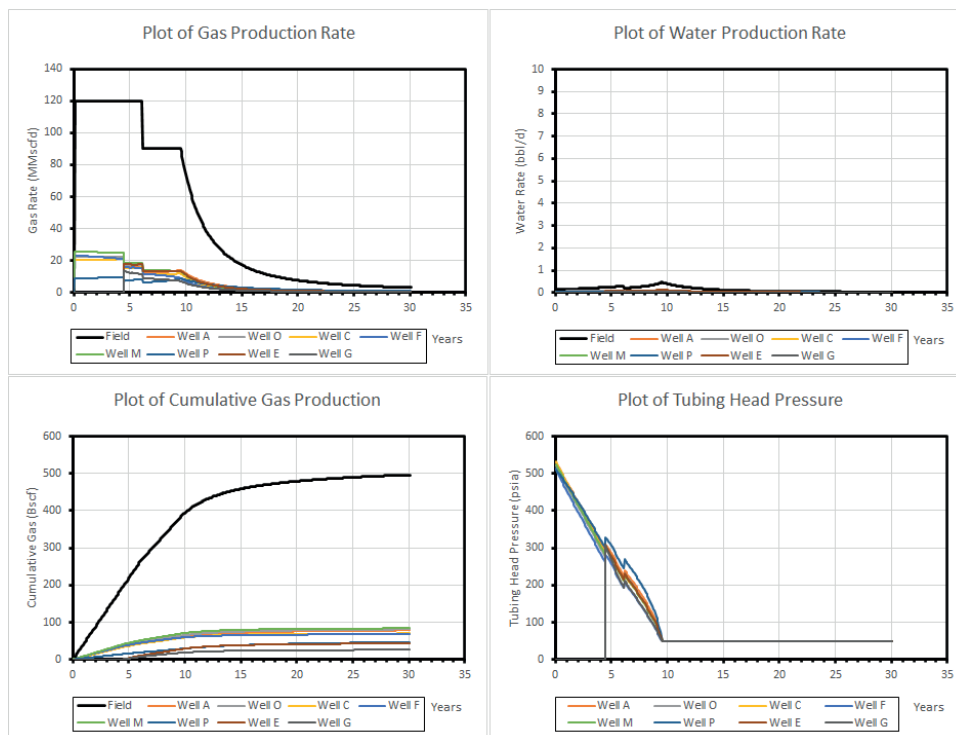 Plot of Gas Production Rate
140
120
100
80
60
40
20
0
Gas Rate (MMscfd)
0 5 10 15 20 25 30 35
Years
Field Well A Well O Well C Well F
Well M Well P Well E Well G
Plot of Water Production Rate
10
9
8
7
6
5
4
3
2
1
0
Water Rate (bbl/d)
0 5 10 15 20 25 30 35
Years
Field Well A Well O Well C Well F
Well M Well P Well E Well G
Plot of Cumulative Gas Production
600
500
400
300
200
100
0
Cumulative Gas (Bscf)
0 5 10 15 20 25 30 35
Years
Field Well A Well O Well C Well F
Well M Well P Well E Well G
Plot of Tubing Head Pressure
600
500
400
300
200
100
0
Tubing Head Pressure (psia)
0 5 10 15 20 25 30 35
Years
Well A Well O Well C Well F
Well M Well P Well E Well G